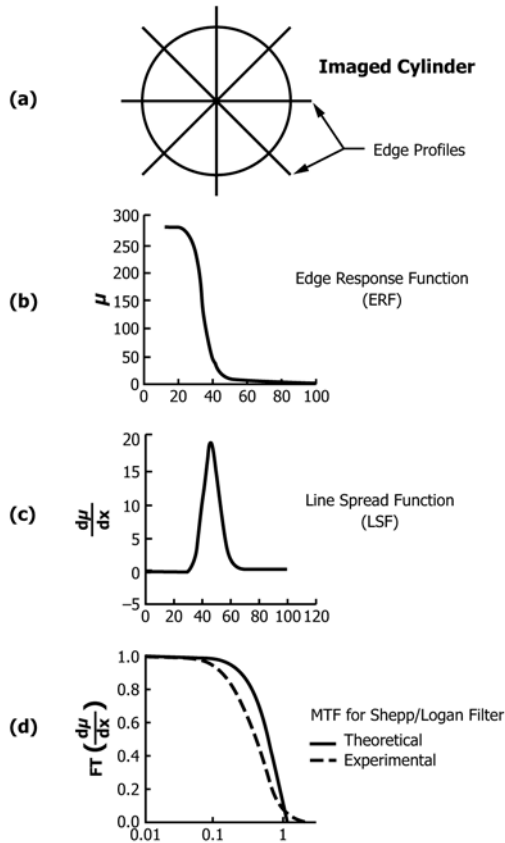 (a)
Imaged Cylinder
Edge Profiles
(b)
μ
300
250
200
150
100
50
0
0 20 40 60 80 100
Edge Response Function
(ERF)
(c)
dμ
dx
20
15
10
5
0
−5
0 20 40 60 80 100 120
Line Spread Function
(LSF)
(d)
FT (dμ/dx)
1.0
0.8
0.6
0.4
0.2
0.0
0.01 0.1 1
MTF for Shepp/Logan Filter
Theoretical
Experimental